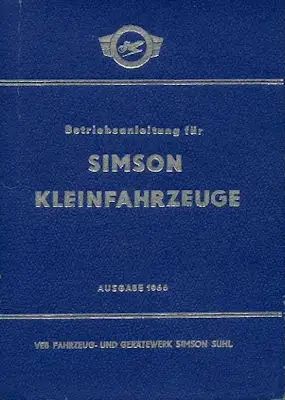 Betriebsanleitung für
SIMSON
KLEINFAHRZEUGE
AUSGABE 1966
VEB FAHRZEUG- UND GERÄTEWERK SIMSON SUHL